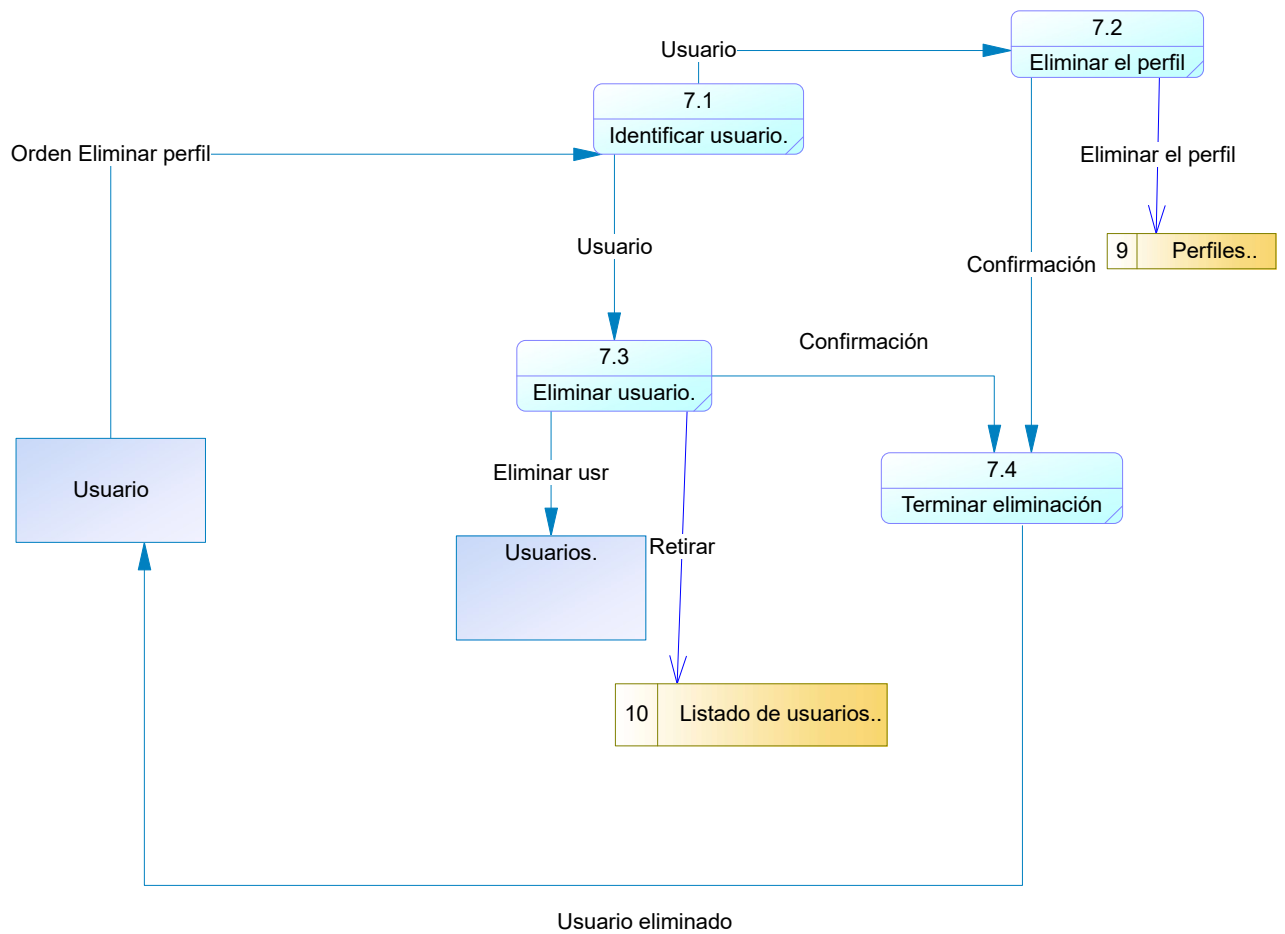 7.2
Usuario
Eliminar el perfil
7.1
Identificar usuario.
Orden Eliminar perfil
Eliminar el perfil
Usuario
9 Perfiles..
Confirmación
Confirmación
7.3
Eliminar usuario.
7.4
Eliminar usr
Usuario
Terminar eliminación
Retirar
Usuarios.
10 Listado de usuarios..
Usuario eliminado